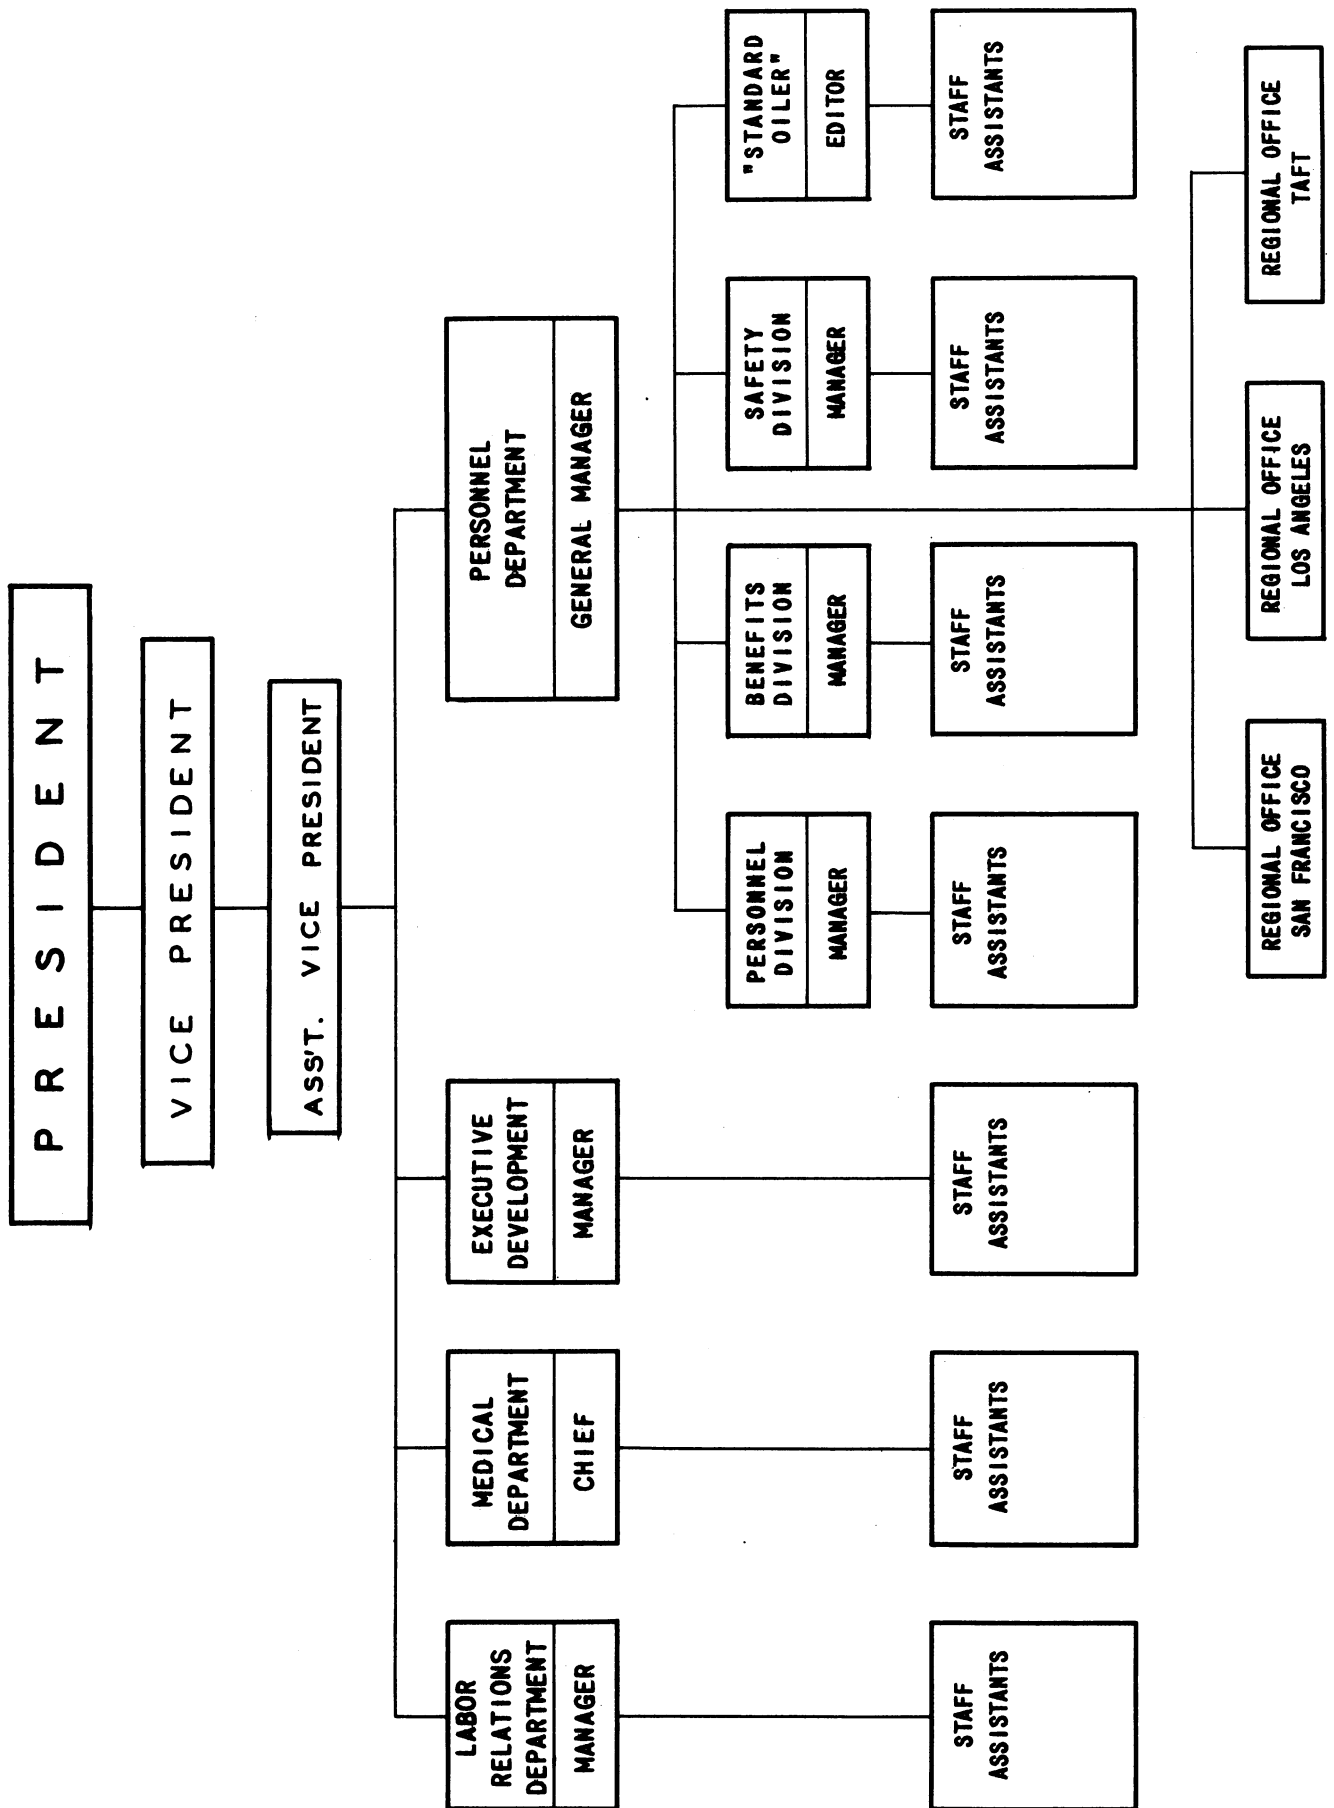 PRESIDENT
VICE PRESIDENT
ASS'T. VICE PRESIDENT
LABOR
RELATIONS
DEPARTMENT
MANAGER
MEDICAL
DEPARTMENT
CHIEF
EXECUTIVE
DEVELOPMENT
MANAGER
PERSONNEL
DEPARTMENT
GENERAL MANAGER
PERSONNEL
DIVISION
MANAGER
BENEFITS
DIVISION
MANAGER
SAFETY
DIVISION
MANAGER
"STANDARD
OILER"
EDITOR
STAFF
ASSISTANTS
STAFF
ASSISTANTS
STAFF
ASSISTANTS
STAFF
ASSISTANTS
STAFF
ASSISTANTS
STAFF
ASSISTANTS
STAFF
ASSISTANTS
REGIONAL OFFICE
SAN FRANCISCO
REGIONAL OFFICE
LOS ANGELES
REGIONAL OFFICE
TAFT